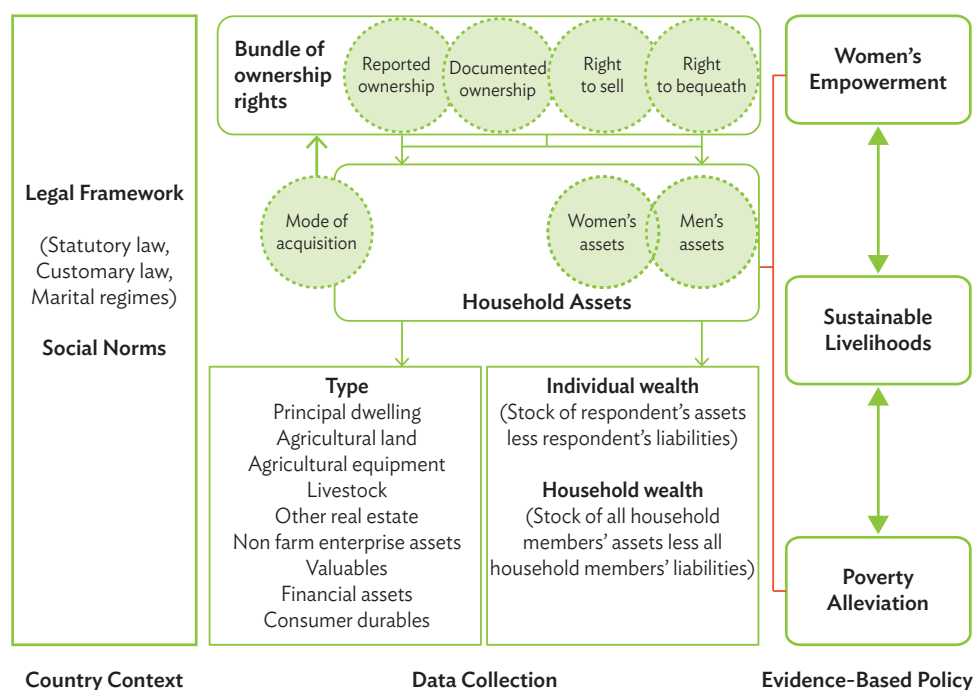 Legal Framework
(Statutory law,
Customary law,
Marital regimes)
Social Norms
Country Context
Bundle of
ownership
rights
Reported
ownership
Documented
ownership
Right
to sell
Right
to bequeath
Mode of
acquisition
Women's
assets
Men's
assets
Household Assets
Type
Principal dwelling
Agricultural land
Agricultural equipment
Livestock
Other real estate
Non farm enterprise assets
Valuables
Financial assets
Consumer durables
Individual wealth
(Stock of respondent's assets
less respondent's liabilities)
Household wealth
(Stock of all household
members' assets less all
household members' liabilities)
Data Collection
Women's
Empowerment
Sustainable
Livelihoods
Poverty
Alleviation
Evidence-Based Policy